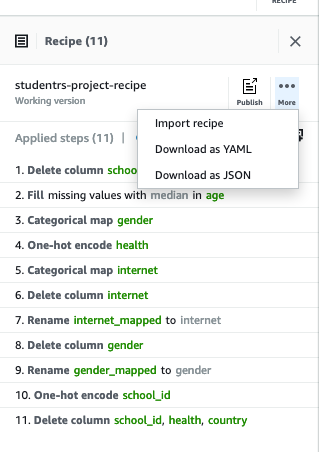 RECIPE
Recipe (11)
studentrs-project-recipe
Working version
Publish
More
Import recipe
Download as YAML
Download as JSON
Applied steps (11) |
1. Delete column
2. Fill missing values with median in age
3. Categorical map gender
4. One-hot encode health
5. Categorical map internet
6. Delete column internet
7. Rename internet_mapped to internet
8. Delete column gender
9. Rename gender_mapped to gender
10. One-hot encode school_id
11. Delete column school_id, health, country